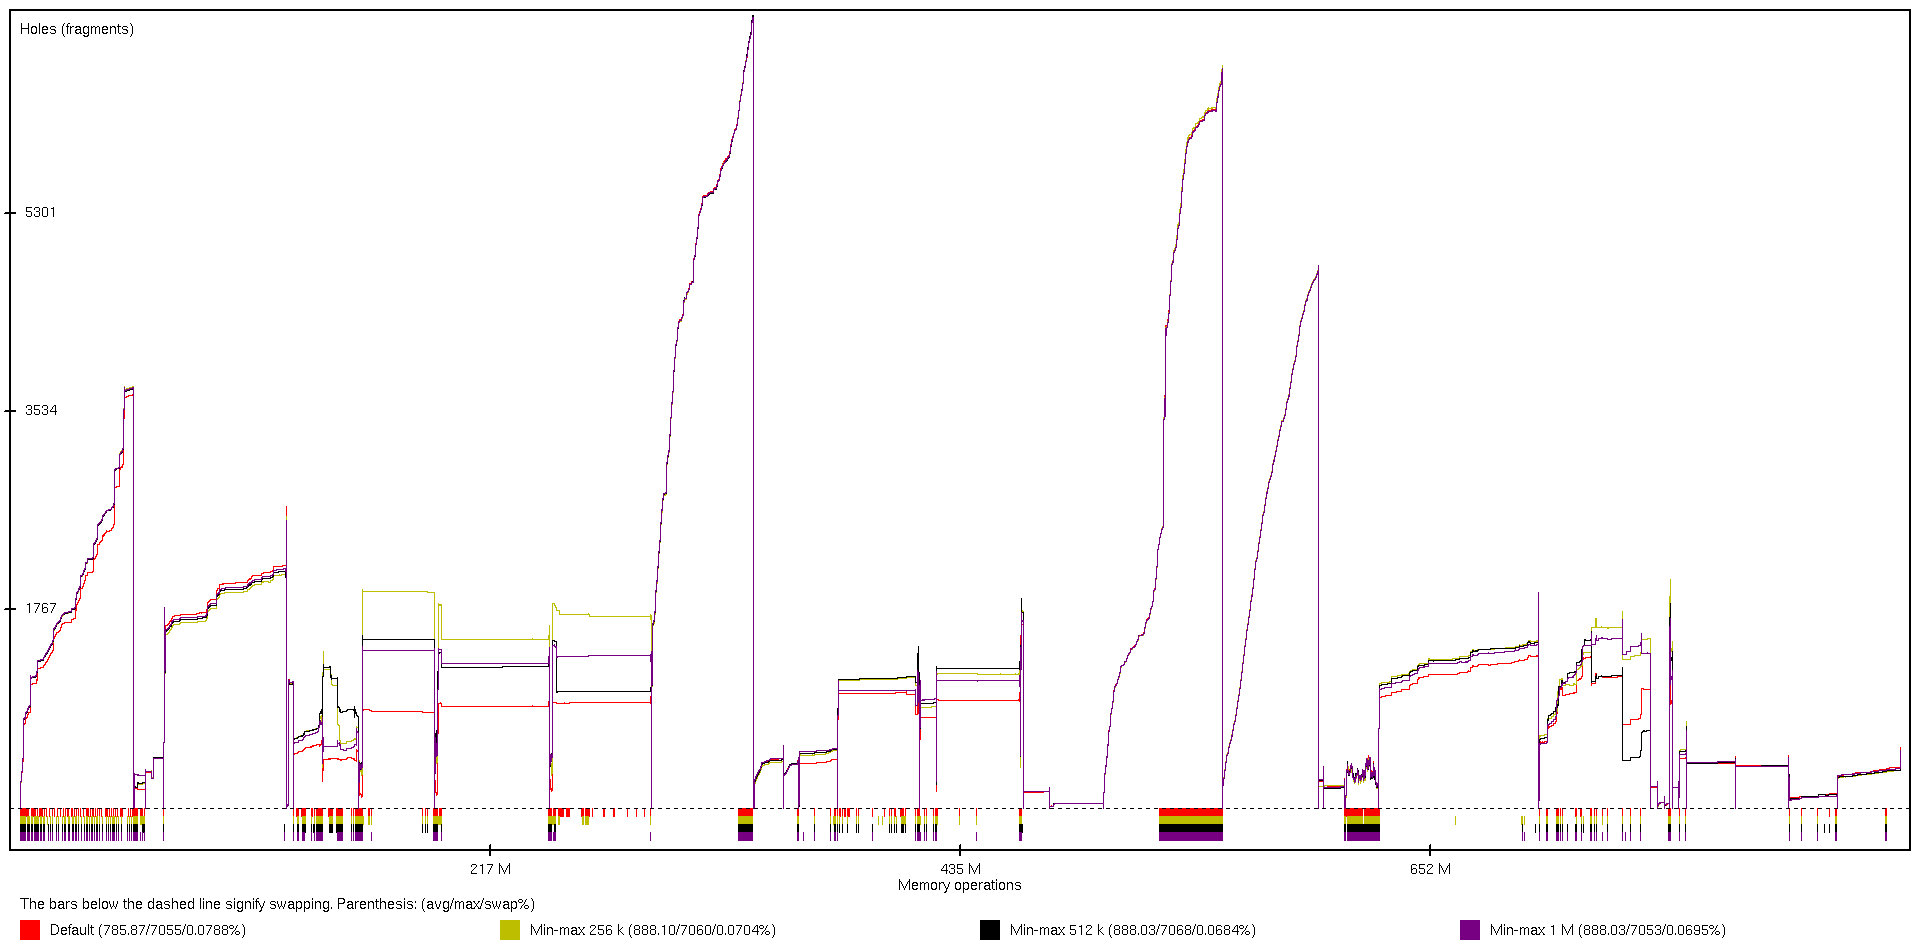 Holes (fragments)
5301
3534
1767
217 M
435 M
652 M
Memory operations
The bars below the dashed line signify swapping. Parenthesis: (avg/max/swap%)
Default (785.87/7055/0.0788%)
Min-max 256 k (888.10/7060/0.0704%)
Min-max 512 k (888.03/7068/0.0684%)
Min-max 1 M (888.03/7053/0.0695%)